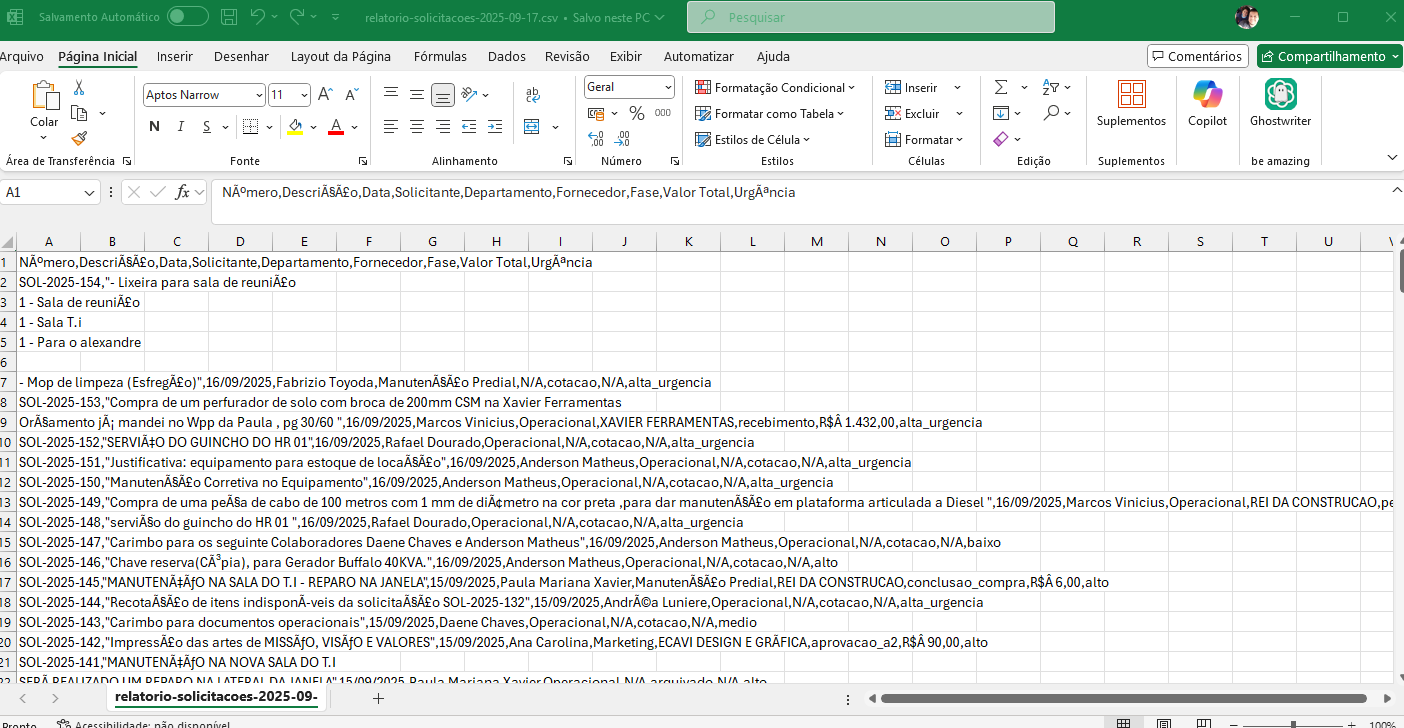 Salvamento Automático
relatorio-solicitacoes-2025-09-17.csv • Salvo neste PC
Pesquisar
Arquivo Página Inicial Inserir Desenhar Layout da Página Fórmulas Dados Revisão Exibir Automatizar Ajuda
Comentários Compartilhamento
Colar
Área de Transferência
Aptos Narrow 11
N I S
Fonte
Alinhamento
Geral
% 000
Número
Formatação Condicional
Formatar como Tabela
Estilos de Célula
Estilos
Inserir
Excluir
Formatar
Células
Edição
Suplementos
Suplementos
Copilot
Ghostwriter
be amazing
A1 fx NÃºmero,DescriÃ§Ã£o,Data,Solicitante,Departamento,Fornecedor,Fase,Valor Total,UrgÃªncia
A B C D E F G H I J K L M N O P Q R S T U
1 NÃºmero,DescriÃ§Ã£o,Data,Solicitante,Departamento,Fornecedor,Fase,Valor Total,UrgÃªncia
2 SOL-2025-154,"- Lixeira para sala de reuniÃ£o
3 1 - Sala de reuniÃ£o
4 1 - Sala T.i
5 1 - Para o alexandre
6
7 - Mop de limpeza (EsfregÃ£o)",16/09/2025,Fabrizio Toyoda,ManutenÃ§Ã£o Predial,N/A,cotacao,N/A,alta_urgencia
8 SOL-2025-153,"Compra de um perfurador de solo com broca de 200mm CSM na Xavier Ferramentas
9 OrÃ§amento jÃ¡ mandei no Wpp da Paula , pg 30/60 ",16/09/2025,Marcos Vinicius,Operacional,XAVIER FERRAMENTAS,recebimento,R$Â 1.432,00,alta_urgencia
10 SOL-2025-152,"SERVIÃ‡O DO GUINCHO DO HR 01",16/09/2025,Rafael Dourado,Operacional,N/A,cotacao,N/A,alta_urgencia
11 SOL-2025-151,"Justificativa: equipamento para estoque de locaÃ§Ã£o",16/09/2025,Anderson Matheus,Operacional,N/A,cotacao,N/A,alta_urgencia
12 SOL-2025-150,"ManutenÃ§Ã£o Corretiva no Equipamento",16/09/2025,Anderson Matheus,Operacional,N/A,cotacao,N/A,alta_urgencia
13 SOL-2025-149,"Compra de uma peÃ§a de cabo de 100 metros com 1 mm de diÃ¢metro na cor preta ,para dar manutenÃ§Ã£o em plataforma articulada a Diesel ",16/09/2025,Marcos Vinicius,Operacional,REI DA CONSTRUCAO,pe
14 SOL-2025-148,"serviÃ§o do guincho do HR 01 ",16/09/2025,Rafael Dourado,Operacional,N/A,cotacao,N/A,alta_urgencia
15 SOL-2025-147,"Carimbo para os seguinte Colaboradores Daene Chaves e Anderson Matheus",16/09/2025,Anderson Matheus,Operacional,N/A,cotacao,N/A,baixo
16 SOL-2025-146,"Chave reserva(CÃ³pia), para Gerador Buffalo 40KVA.",16/09/2025,Anderson Matheus,Operacional,N/A,cotacao,N/A,alto
17 SOL-2025-145,"MANUTENÃ‡ÃƒO NA SALA DO T.I - REPARO NA JANELA",15/09/2025,Paula Mariana Xavier,ManutenÃ§Ã£o Predial,REI DA CONSTRUCAO,conclusao_compra,R$Â 6,00,alto
18 SOL-2025-144,"RecotaÃ§Ã£o de itens indisponÃ­veis da solicitaÃ§Ã£o SOL-2025-132",15/09/2025,AndrÃ©a Luniere,Operacional,N/A,cotacao,N/A,alta_urgencia
19 SOL-2025-143,"Carimbo para documentos operacionais",15/09/2025,Daene Chaves,Operacional,N/A,cotacao,N/A,medio
20 SOL-2025-142,"ImpressÃ£o das artes de MISSÃƒO, VISÃƒO E VALORES",15/09/2025,Ana Carolina,Marketing,ECAVI DESIGN E GRÃFICA,aprovacao_a2,R$Â 90,00,alto
21 SOL-2025-141,"MANUTENÃ‡ÃƒO NA NOVA SALA DO T.I
22 SERÃ REALIZADO UM REPARO NA LATERAL DA JANELA",15/09/2025,Paula Mariana Xavier,Operacional,N/A,arquivado,N/A,alto
relatorio-solicitacoes-2025-09-
Pronto Acessibilidade: não disponível 100%